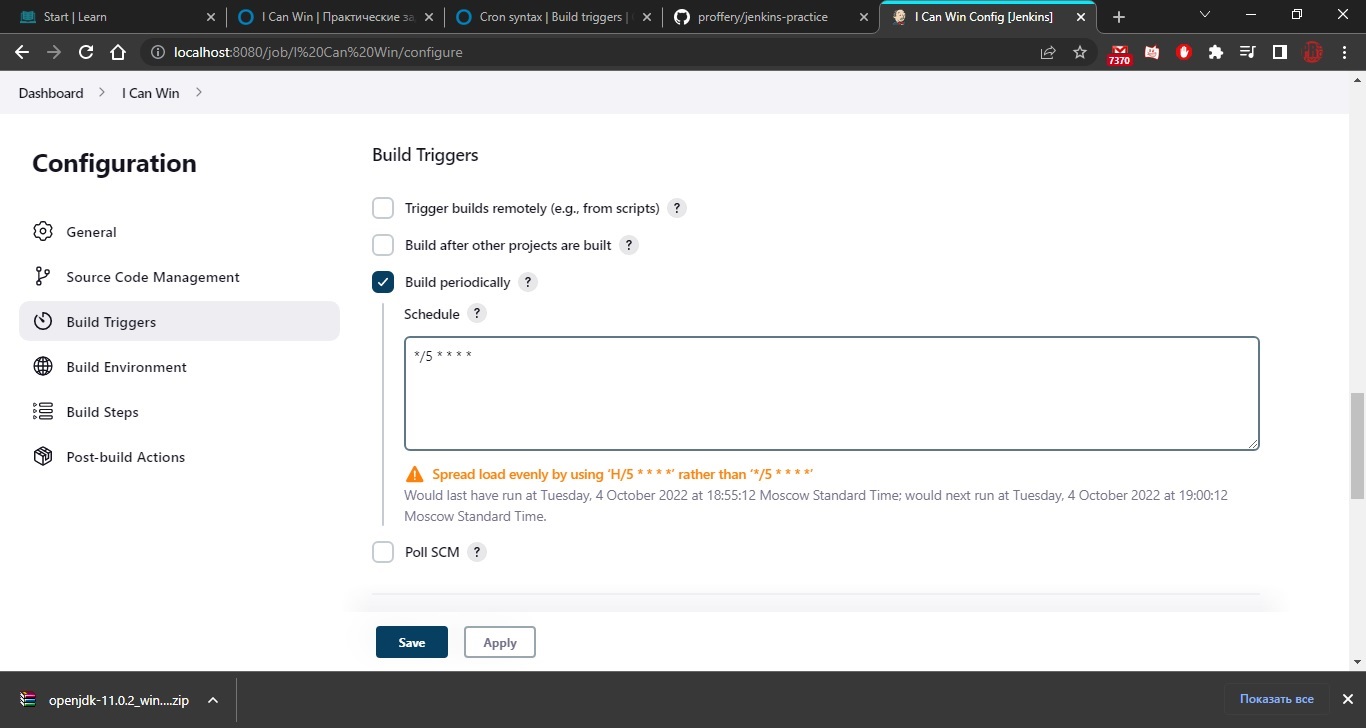 Start | Learn
I Can Win | Практические за
Cron syntax | Build triggers |
proffery/jenkins-practice
I Can Win Config [Jenkins]
localhost:8080/job/I%20Can%20Win/configure
7370
Dashboard
I Can Win
Configuration
General
Source Code Management
Build Triggers
Build Environment
Build Steps
Post-build Actions
Build Triggers
Trigger builds remotely (e.g., from scripts) ?
Build after other projects are built ?
Build periodically ?
Schedule ?
*/5 * * * *
Spread load evenly by using ‘H/5 * * * *’ rather than ‘*/5 * * * *’
Would last have run at Tuesday, 4 October 2022 at 18:55:12 Moscow Standard Time; would next run at Tuesday, 4 October 2022 at 19:00:12
Moscow Standard Time.
Poll SCM ?
Save
Apply
openjdk-11.0.2_win....zip
Показать все